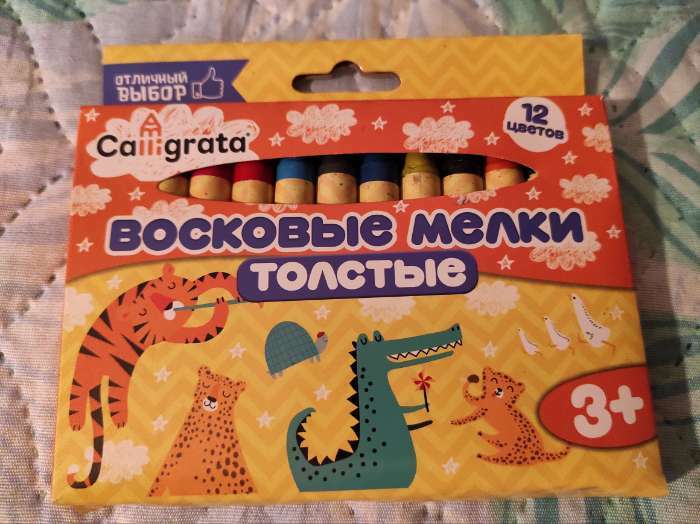 ОТЛИЧНЫЙ
ВЫБОР
Calligrata®
12
ЦВЕТОВ
ВОСКОВЫЕ МЕЛКИ
ТОЛСТЫЕ
3+